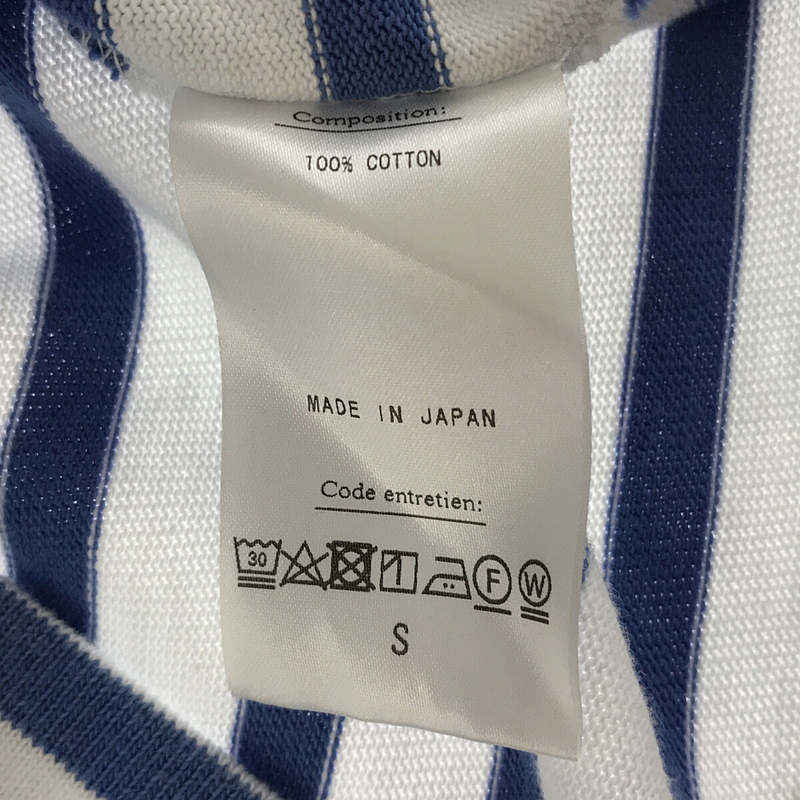 Composition:
100% COTTON
MADE IN JAPAN
Code entretien:
30 F W
S